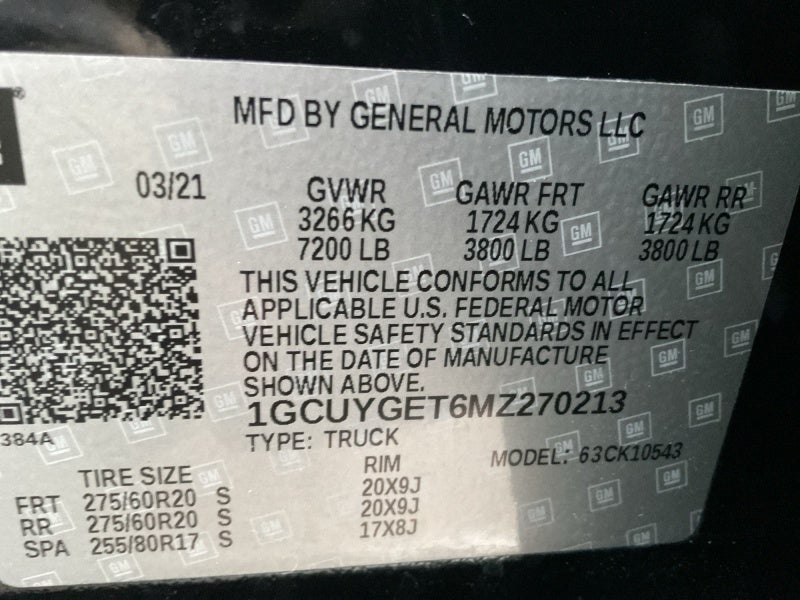 MFD BY GENERAL MOTORS LLC
03/21 GVWR GAWR FRT GAWR RR
3266 KG 1724 KG 1724 KG
7200 LB 3800 LB 3800 LB
THIS VEHICLE CONFORMS TO ALL
APPLICABLE U.S. FEDERAL MOTOR
VEHICLE SAFETY STANDARDS IN EFFECT
ON THE DATE OF MANUFACTURE
SHOWN ABOVE.
1GCUYGET6MZ270213
384A
TYPE: TRUCK
MODEL: 63CK10543
TIRE SIZE RIM
FRT 275/60R20 S 20X9J
RR 275/60R20 S 20X9J
SPA 255/80R17 S 17X8J
GM